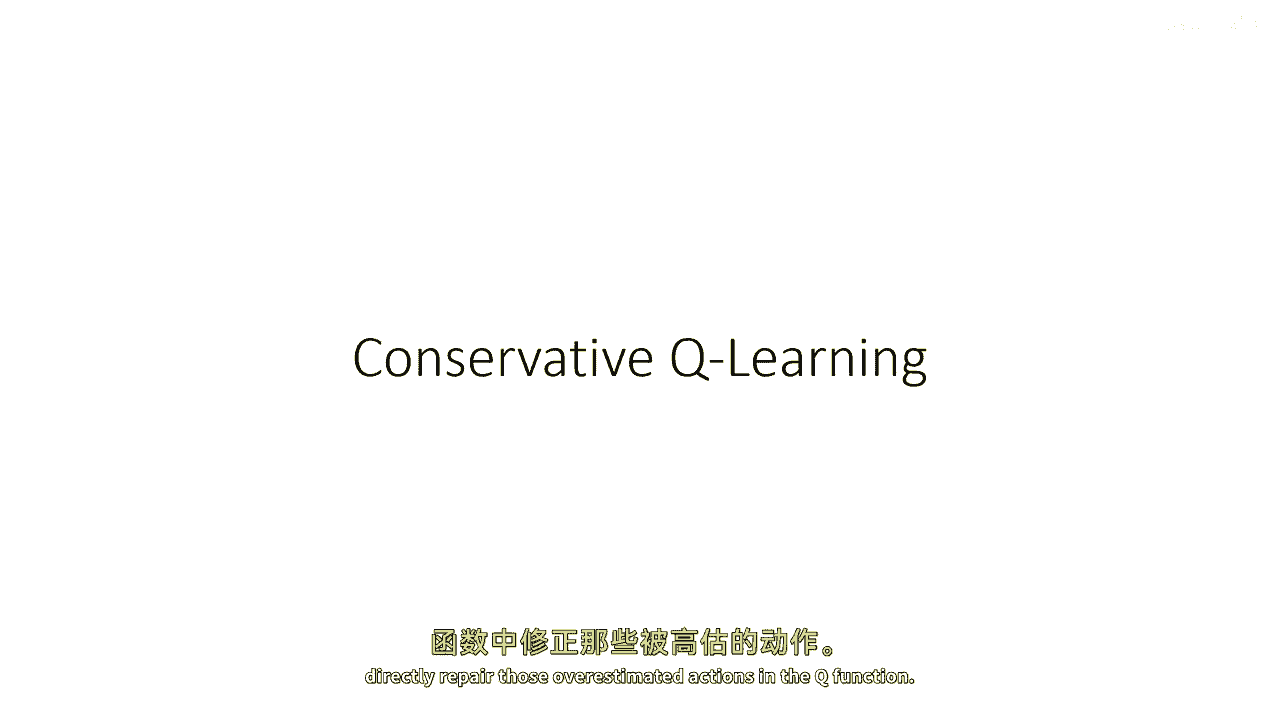 Conservative Q-Learning
函数中修正那些被高估的动作。
directly repair those overestimated actions in the Q function.